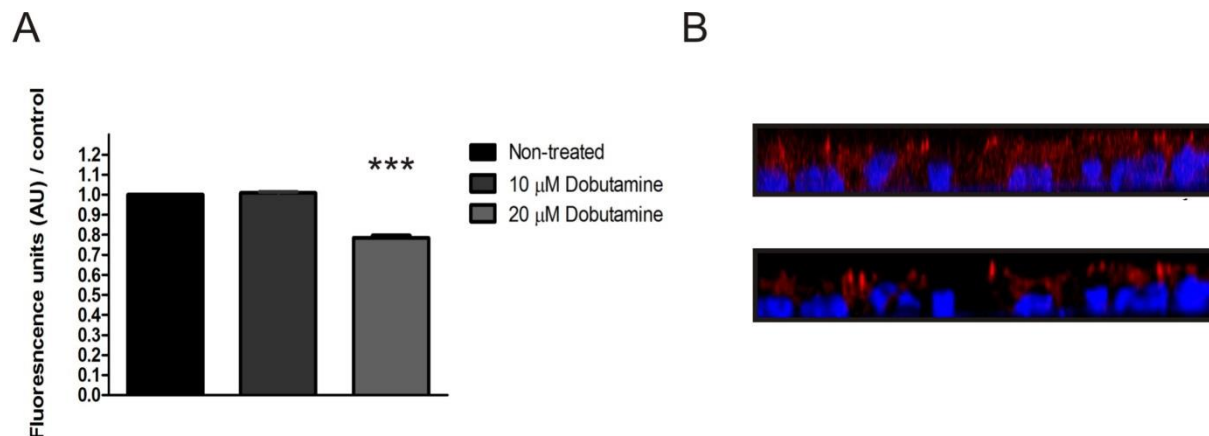 A
B
Fluoresncence units (AU) / control
1.2
1.1
1.0
0.9
0.8
0.7
0.6
0.5
0.4
0.3
0.2
0.1
0.0
***
Non-treated
10 µM Dobutamine
20 µM Dobutamine